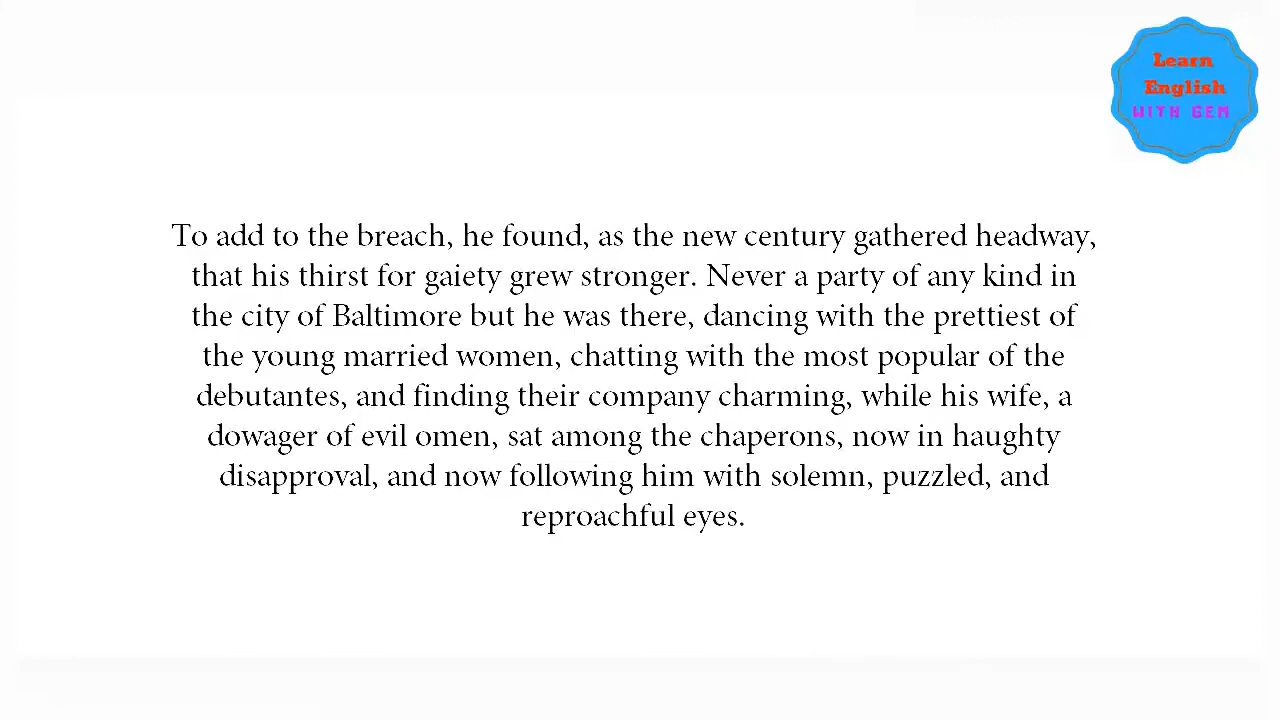 Learn
English
WITH GEM
To add to the breach, he found, as the new century gathered headway,
that his thirst for gaiety grew stronger. Never a party of any kind in
the city of Baltimore but he was there, dancing with the prettiest of
the young married women, chatting with the most popular of the
debutantes, and finding their company charming, while his wife, a
dowager of evil omen, sat among the chaperons, now in haughty
disapproval, and now following him with solemn, puzzled, and
reproachful eyes.